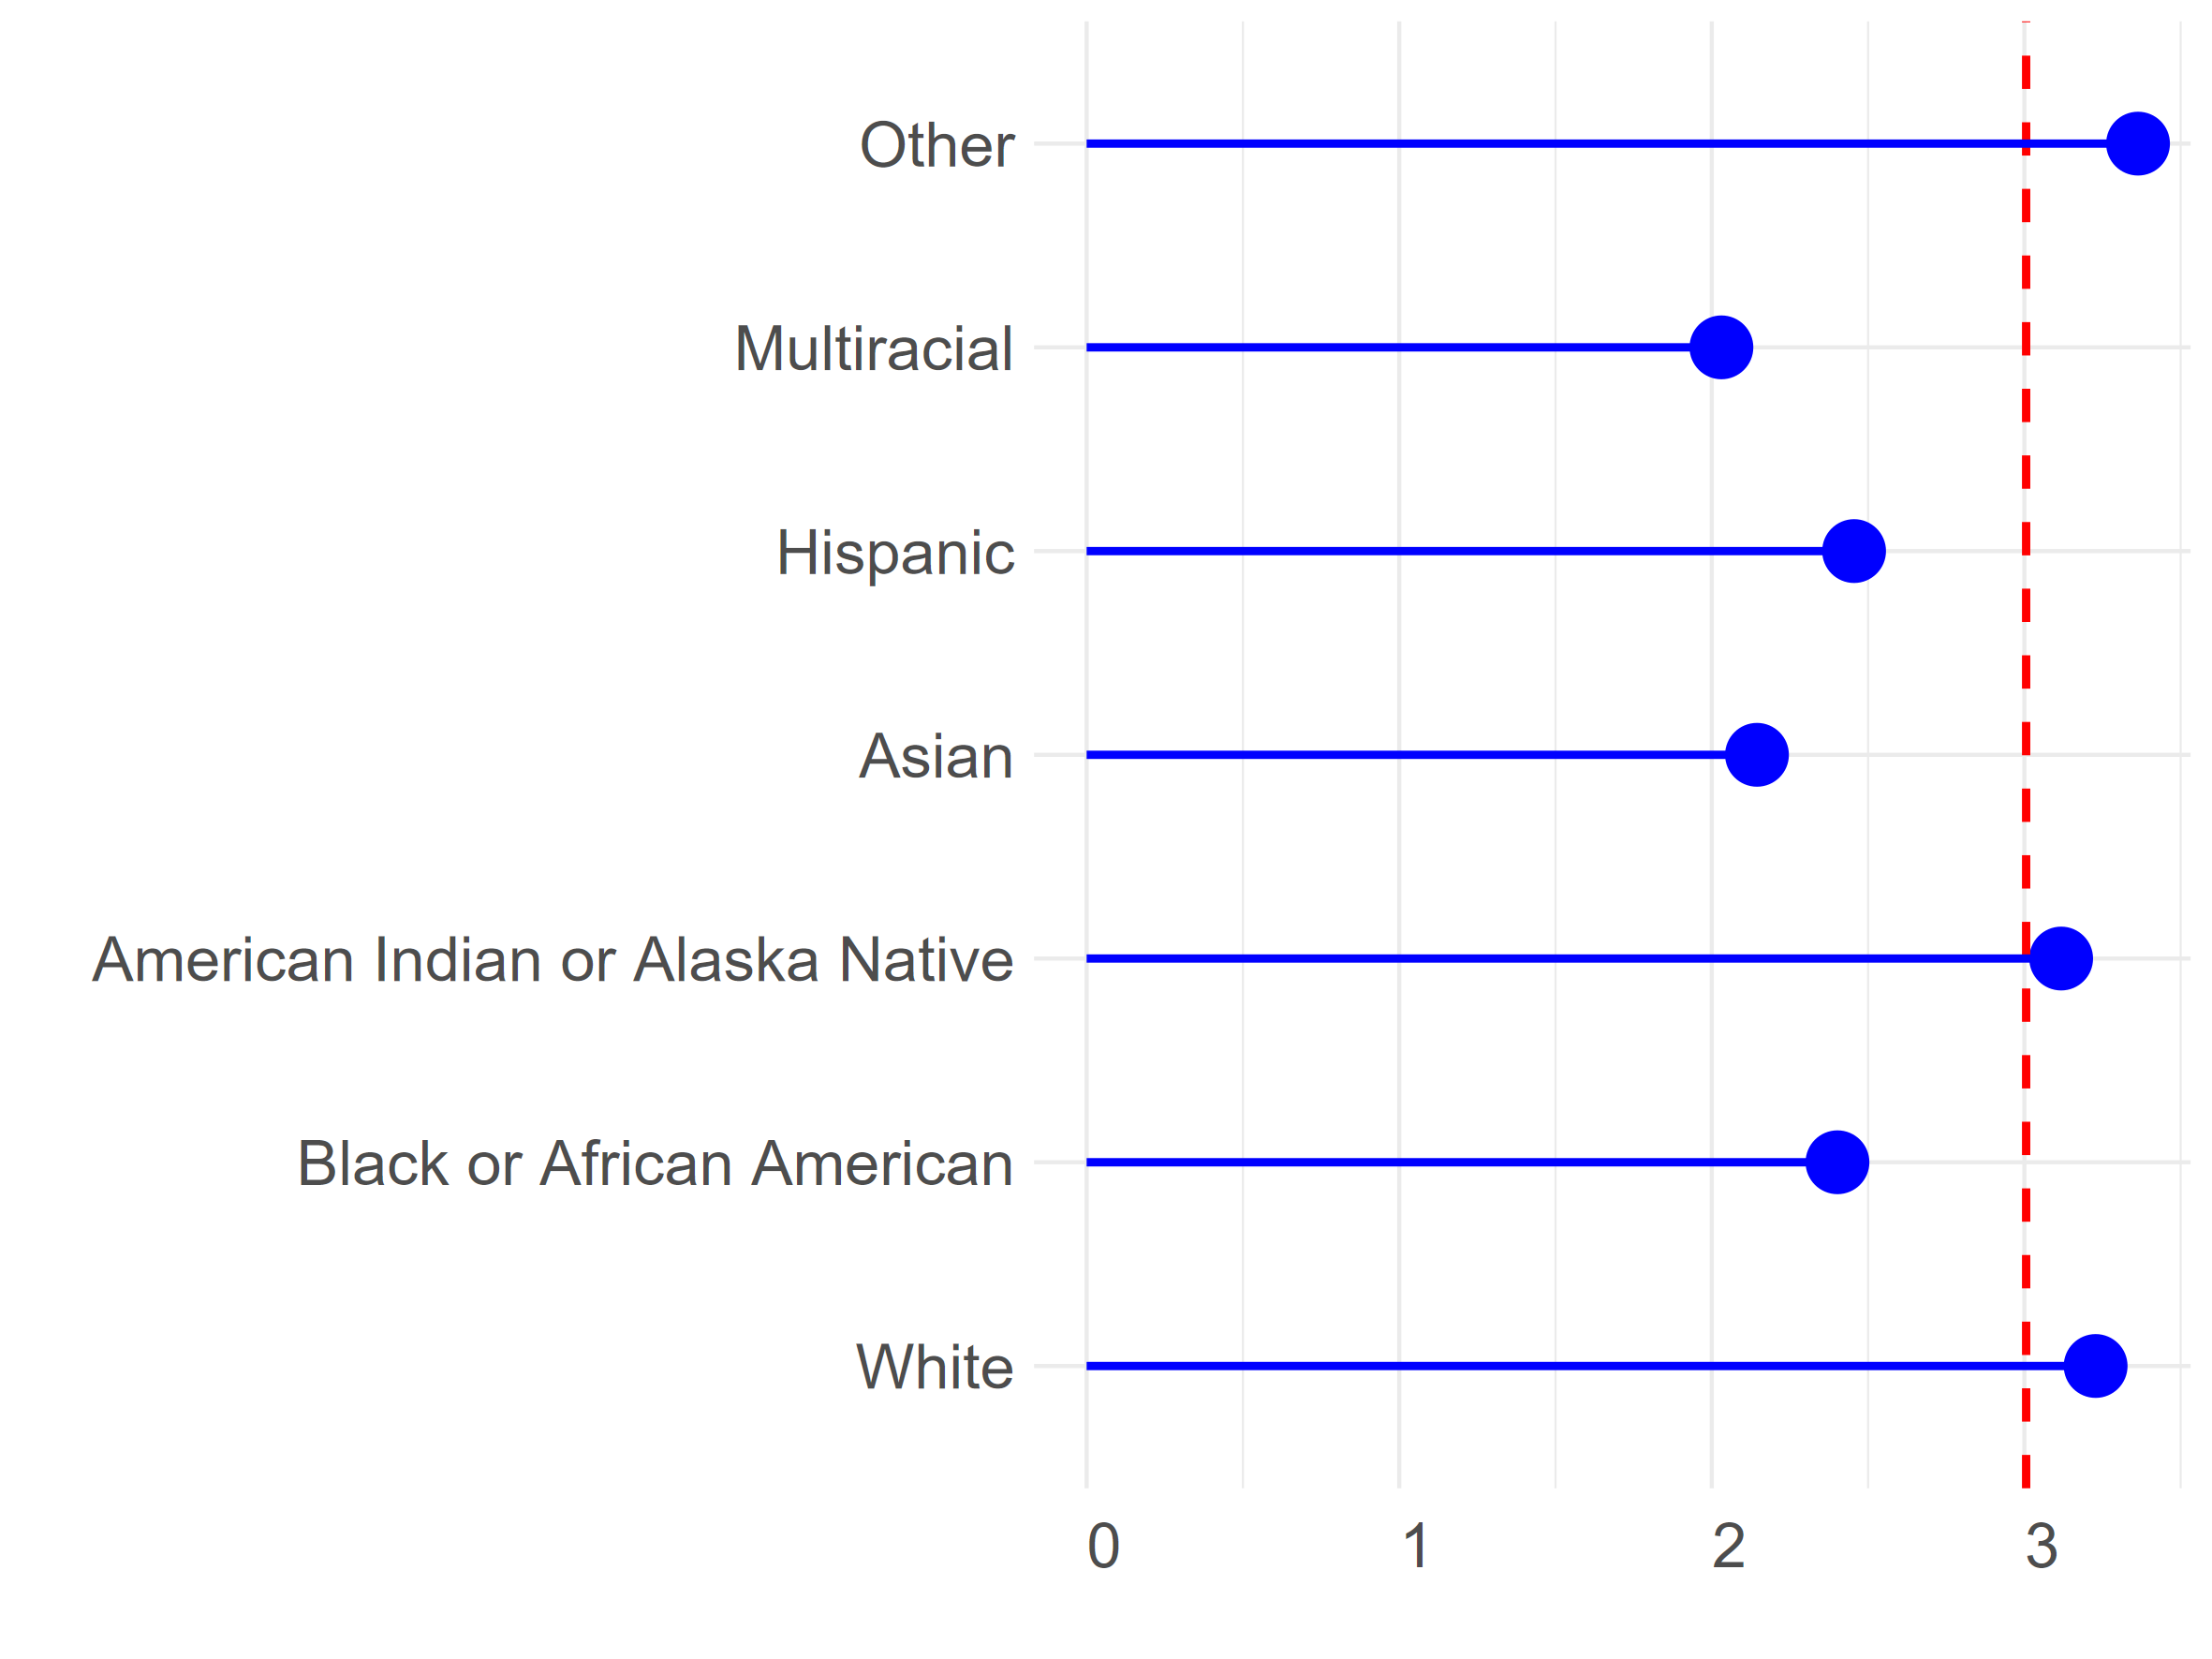 Other
Multiracial
Hispanic
Asian
American Indian or Alaska Native
Black or African American
White
0 1 2 3